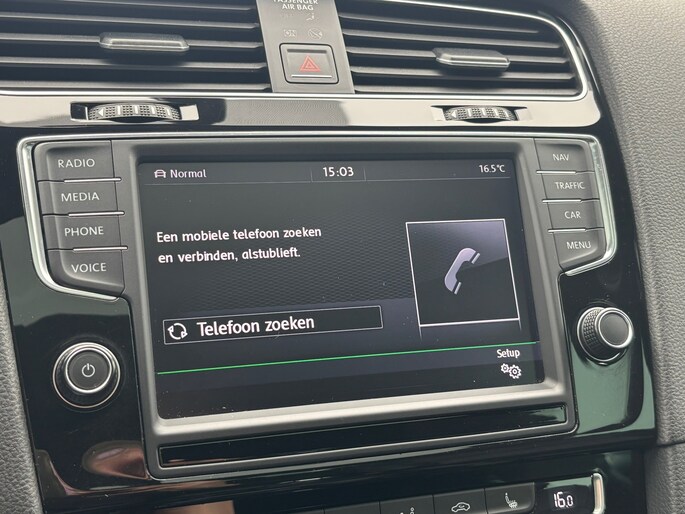 PASSENGER
AIR BAG
RADIO
MEDIA
PHONE
VOICE
Normal
15:03
16.5°C
Een mobiele telefoon zoeken
en verbinden, alstublieft.
Telefoon zoeken
Setup
NAV
TRAFFIC
CAR
MENU
16.0